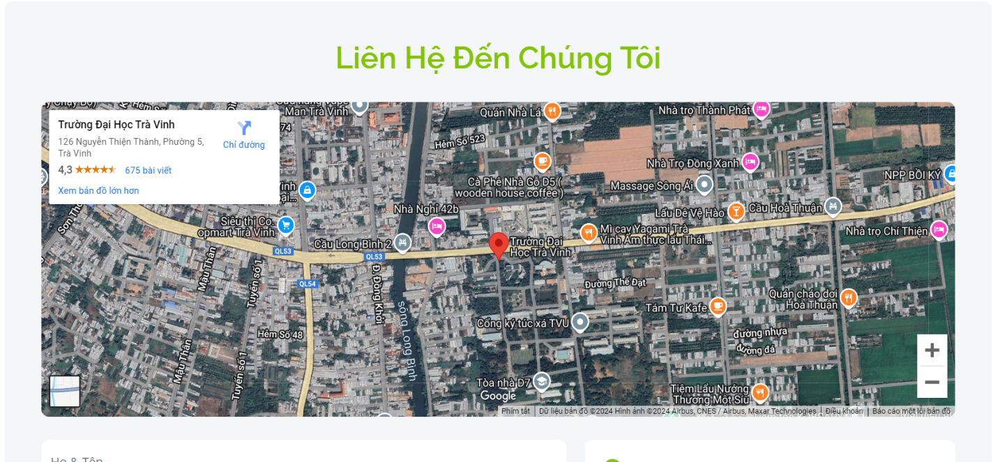 Liên Hệ Đến Chúng Tôi
Trường Đại Học Trà Vinh
126 Nguyễn Thiện Thành, Phường 5,
Trà Vinh
Chỉ đường
4,3
675 bài viết
Xem bản đồ lớn hơn
Man Trà Vinh
74
Quán Nhà Lá
Nhà trọ Thành Phát
Hẻm Số 523
Cà Phê Nhà Gỗ D5 (
wooden house coffee )
Nhà Trọ Đồng Xanh
Massage Sông Ái
NPP BỒI KỲ
Nhà Nghỉ 42b
Lẩu Dê Vệ Hào
Cầu Hoà Thuận
Siêu thị Co.
opmart Trà Vinh
Cầu Long Bình 2
Trường Đại
Học Trà Vinh
Mì cay Yagami Trà
Vinh Ẩm thực lẩu Thái...
Nhà trọ Chí Thiện
QL53
QL53
QL54
Mậu Thân
Tuyến số 1
Đ. Đồng Khởi
Đường Thế Đạt
Quán cháo dơi
Hoà Thuận
Tám Tư Kafe
sông Long Bình
Cổng ký túc xá TVU
Hẻm Số 48
đường nhựa
đường đá
Mậu Thân
Tuyến số 1
Tòa nhà D7
Google
Tiệm Lẩu Nướng
Thương Một Síu
Phím tắt
Dữ liệu bản đồ ©2024 Hình ảnh ©2024 Airbus, CNES / Airbus, Maxar Technologies
Điều khoản
Báo cáo một lỗi bản đồ